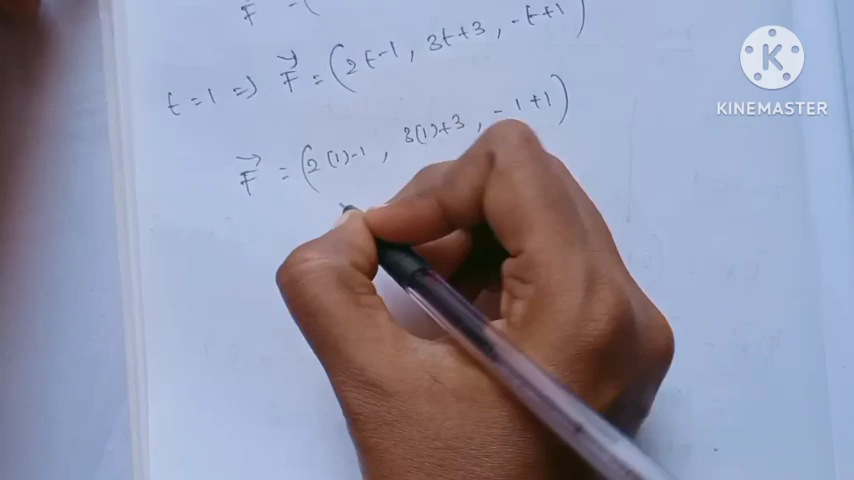 F = (
t=1 => F = (2t-1, 3t+3, -t+1)
F = (2(1)-1, 3(1)+3, -1+1)
K
KINEMASTER